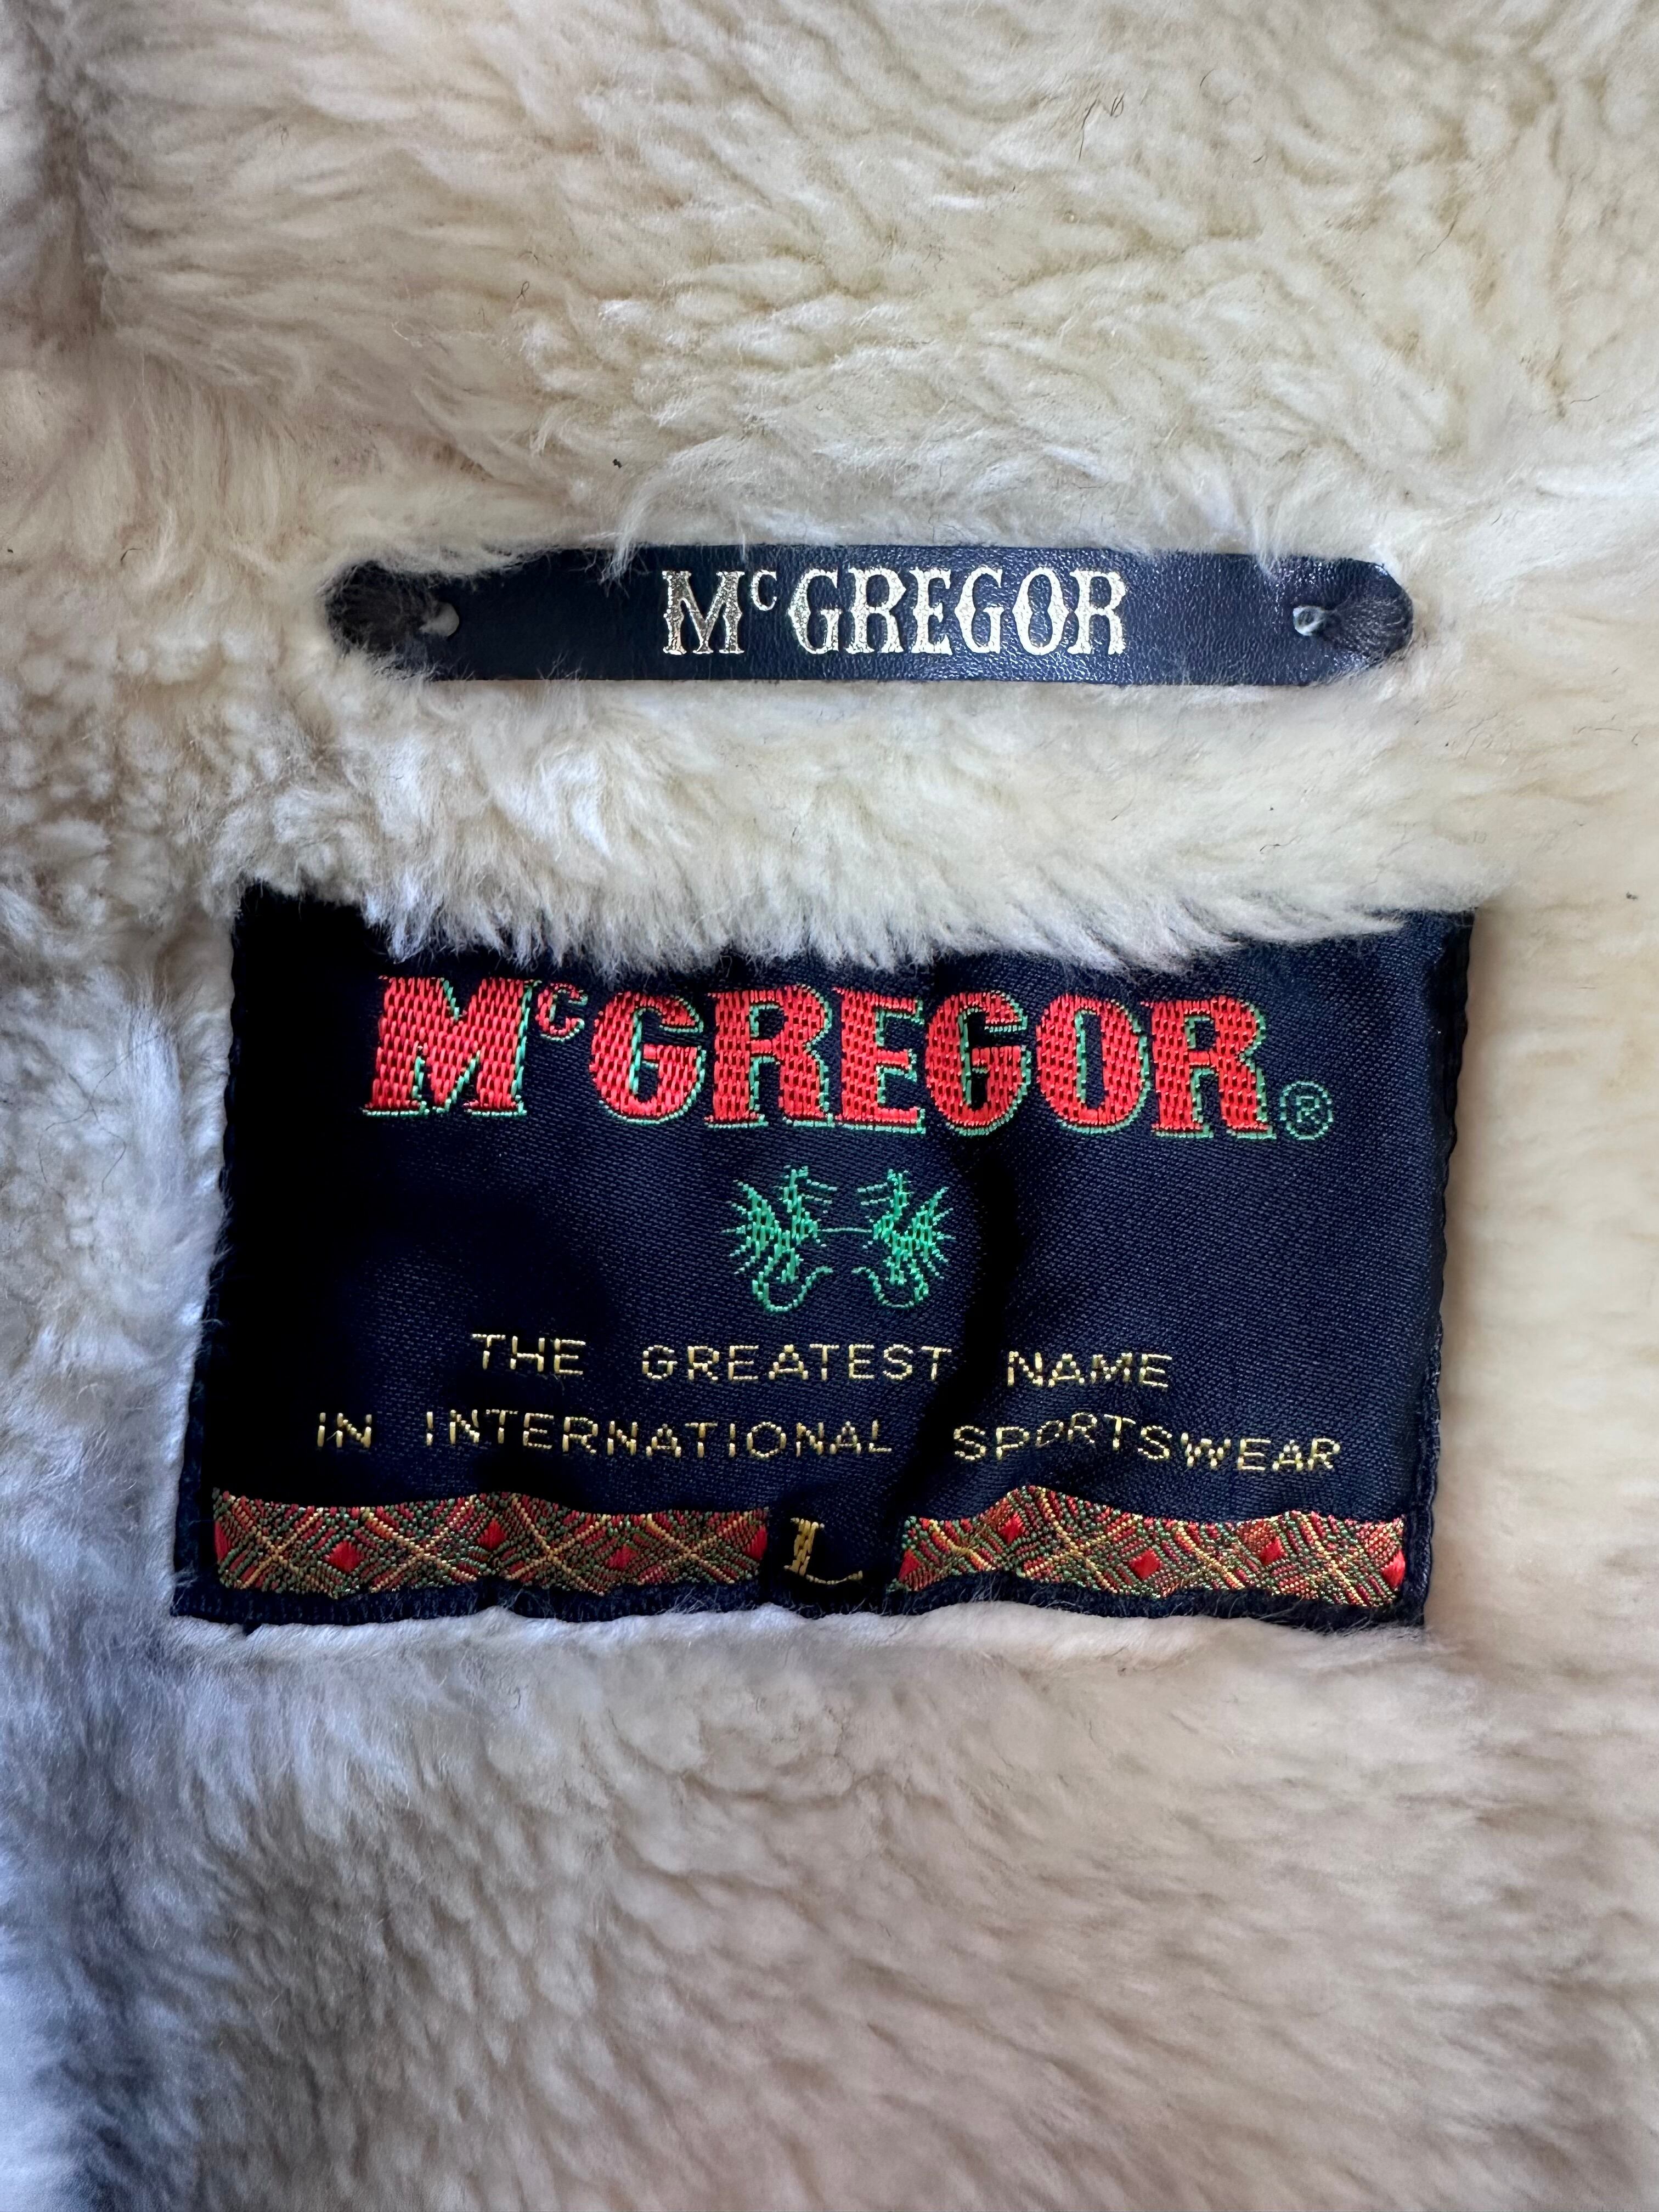 McGREGOR
McGREGOR®
THE GREATEST NAME
IN INTERNATIONAL SPORTSWEAR
L